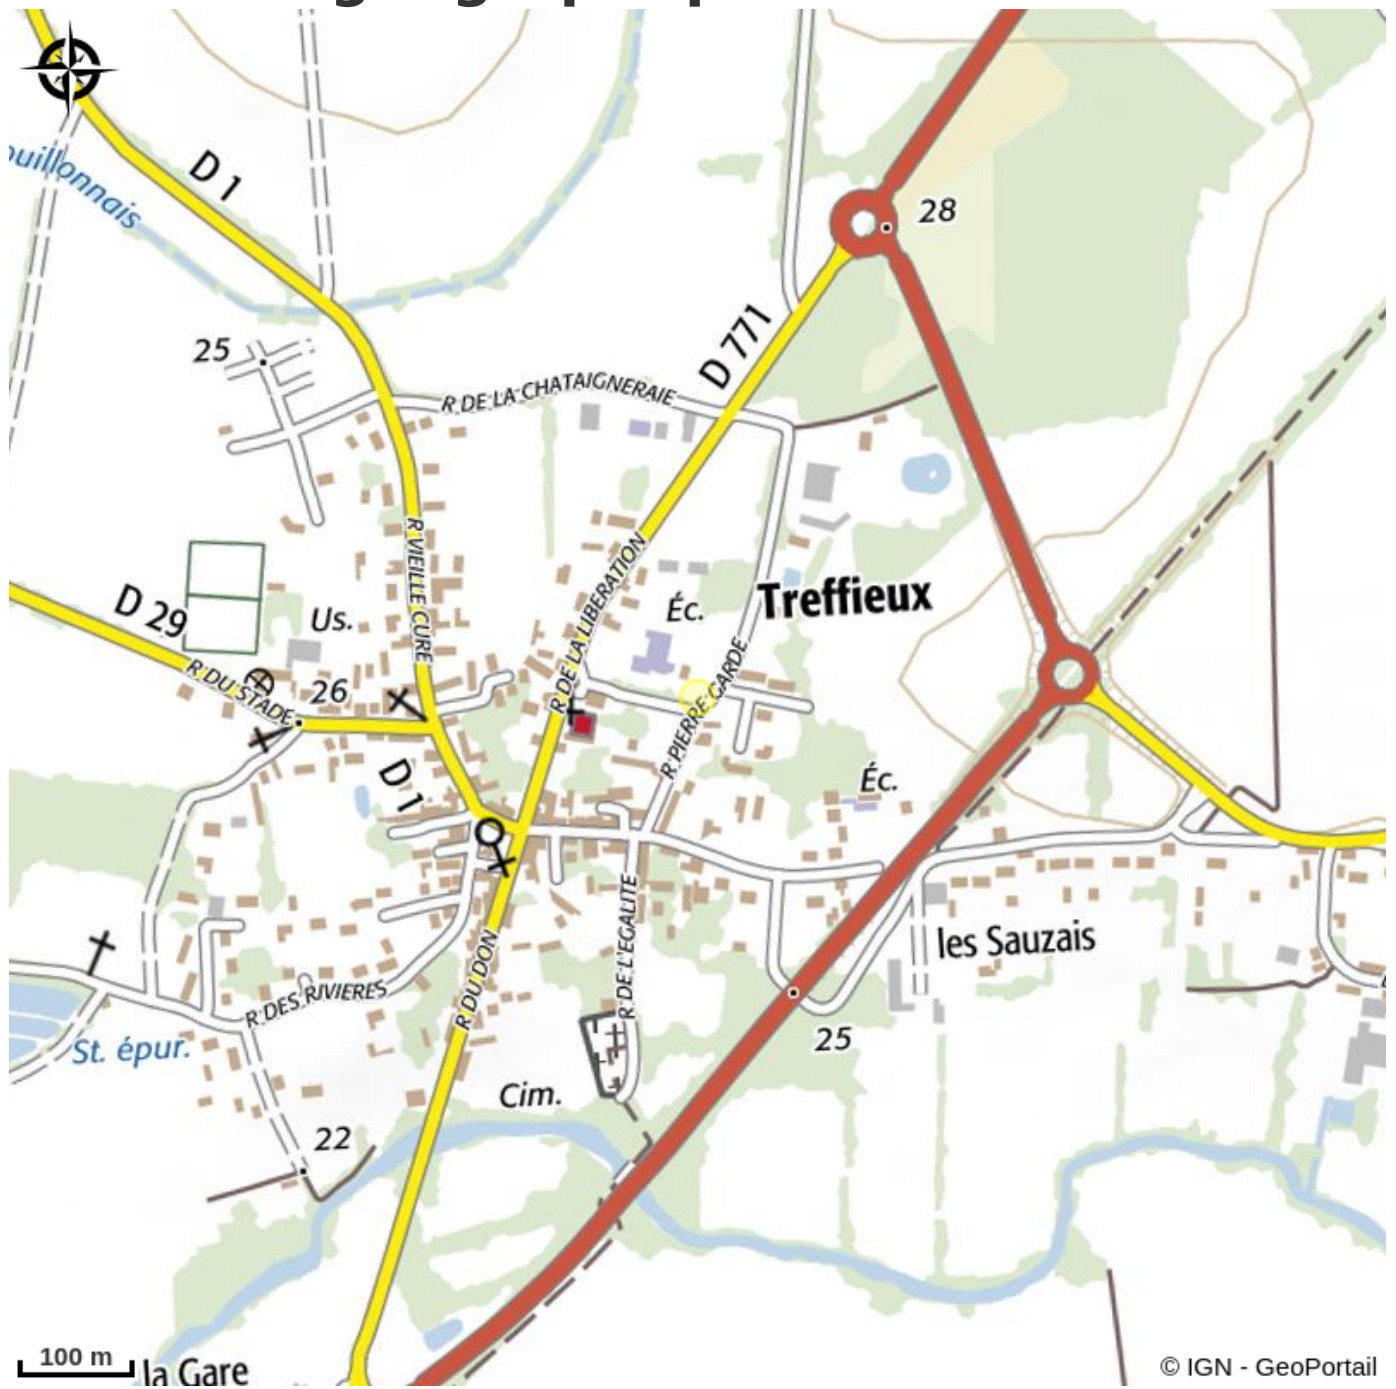 D 1
ouillonnais
28
D 771
25
R DE LA CHATAIGNERAIE
R VIEILLE CURE
R DE LA LIBERATION
Treffieux
Éc.
D 29
Us.
R DU STADE
26
R PIERRE GARDE
D 1
Éc.
les Sauzais
R DE L'EGALITE
R DU DON
R DES RIVIERES
St. épur.
25
Cim.
22
100 m
la Gare
© IGN - GeoPortail